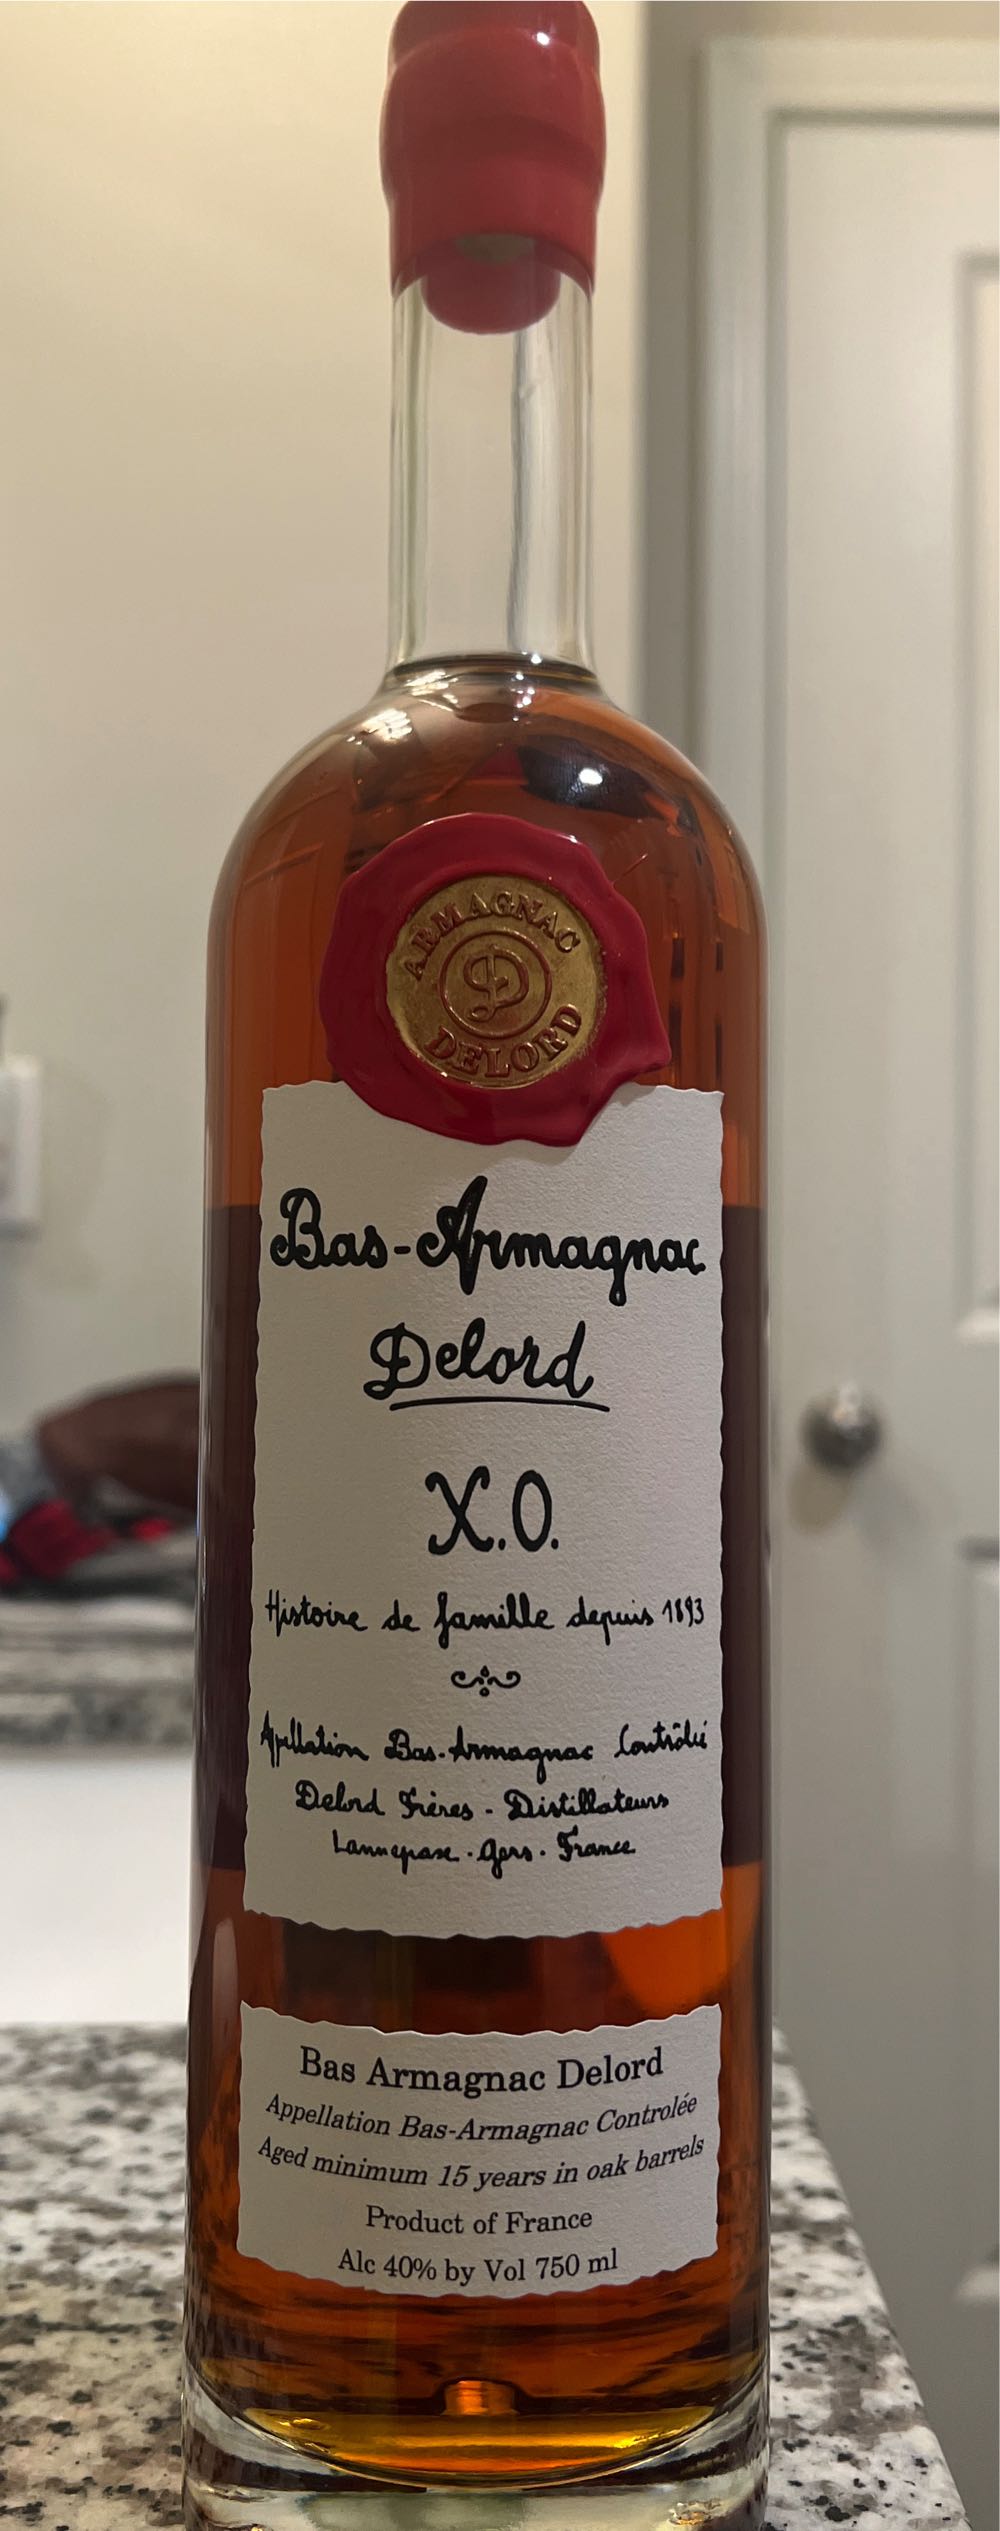 ARMAGNAC
D
DELORD
Bas-Armagnac
Delord
X.O.
Histoire de famille depuis 1893
Appellation Bas-Armagnac Contrôlée
Delord Frères - Distillateurs
Lannepax - Gers - France
Bas Armagnac Delord
Appellation Bas-Armagnac Controlée
Aged minimum 15 years in oak barrels
Product of France
Alc 40% by Vol 750 ml